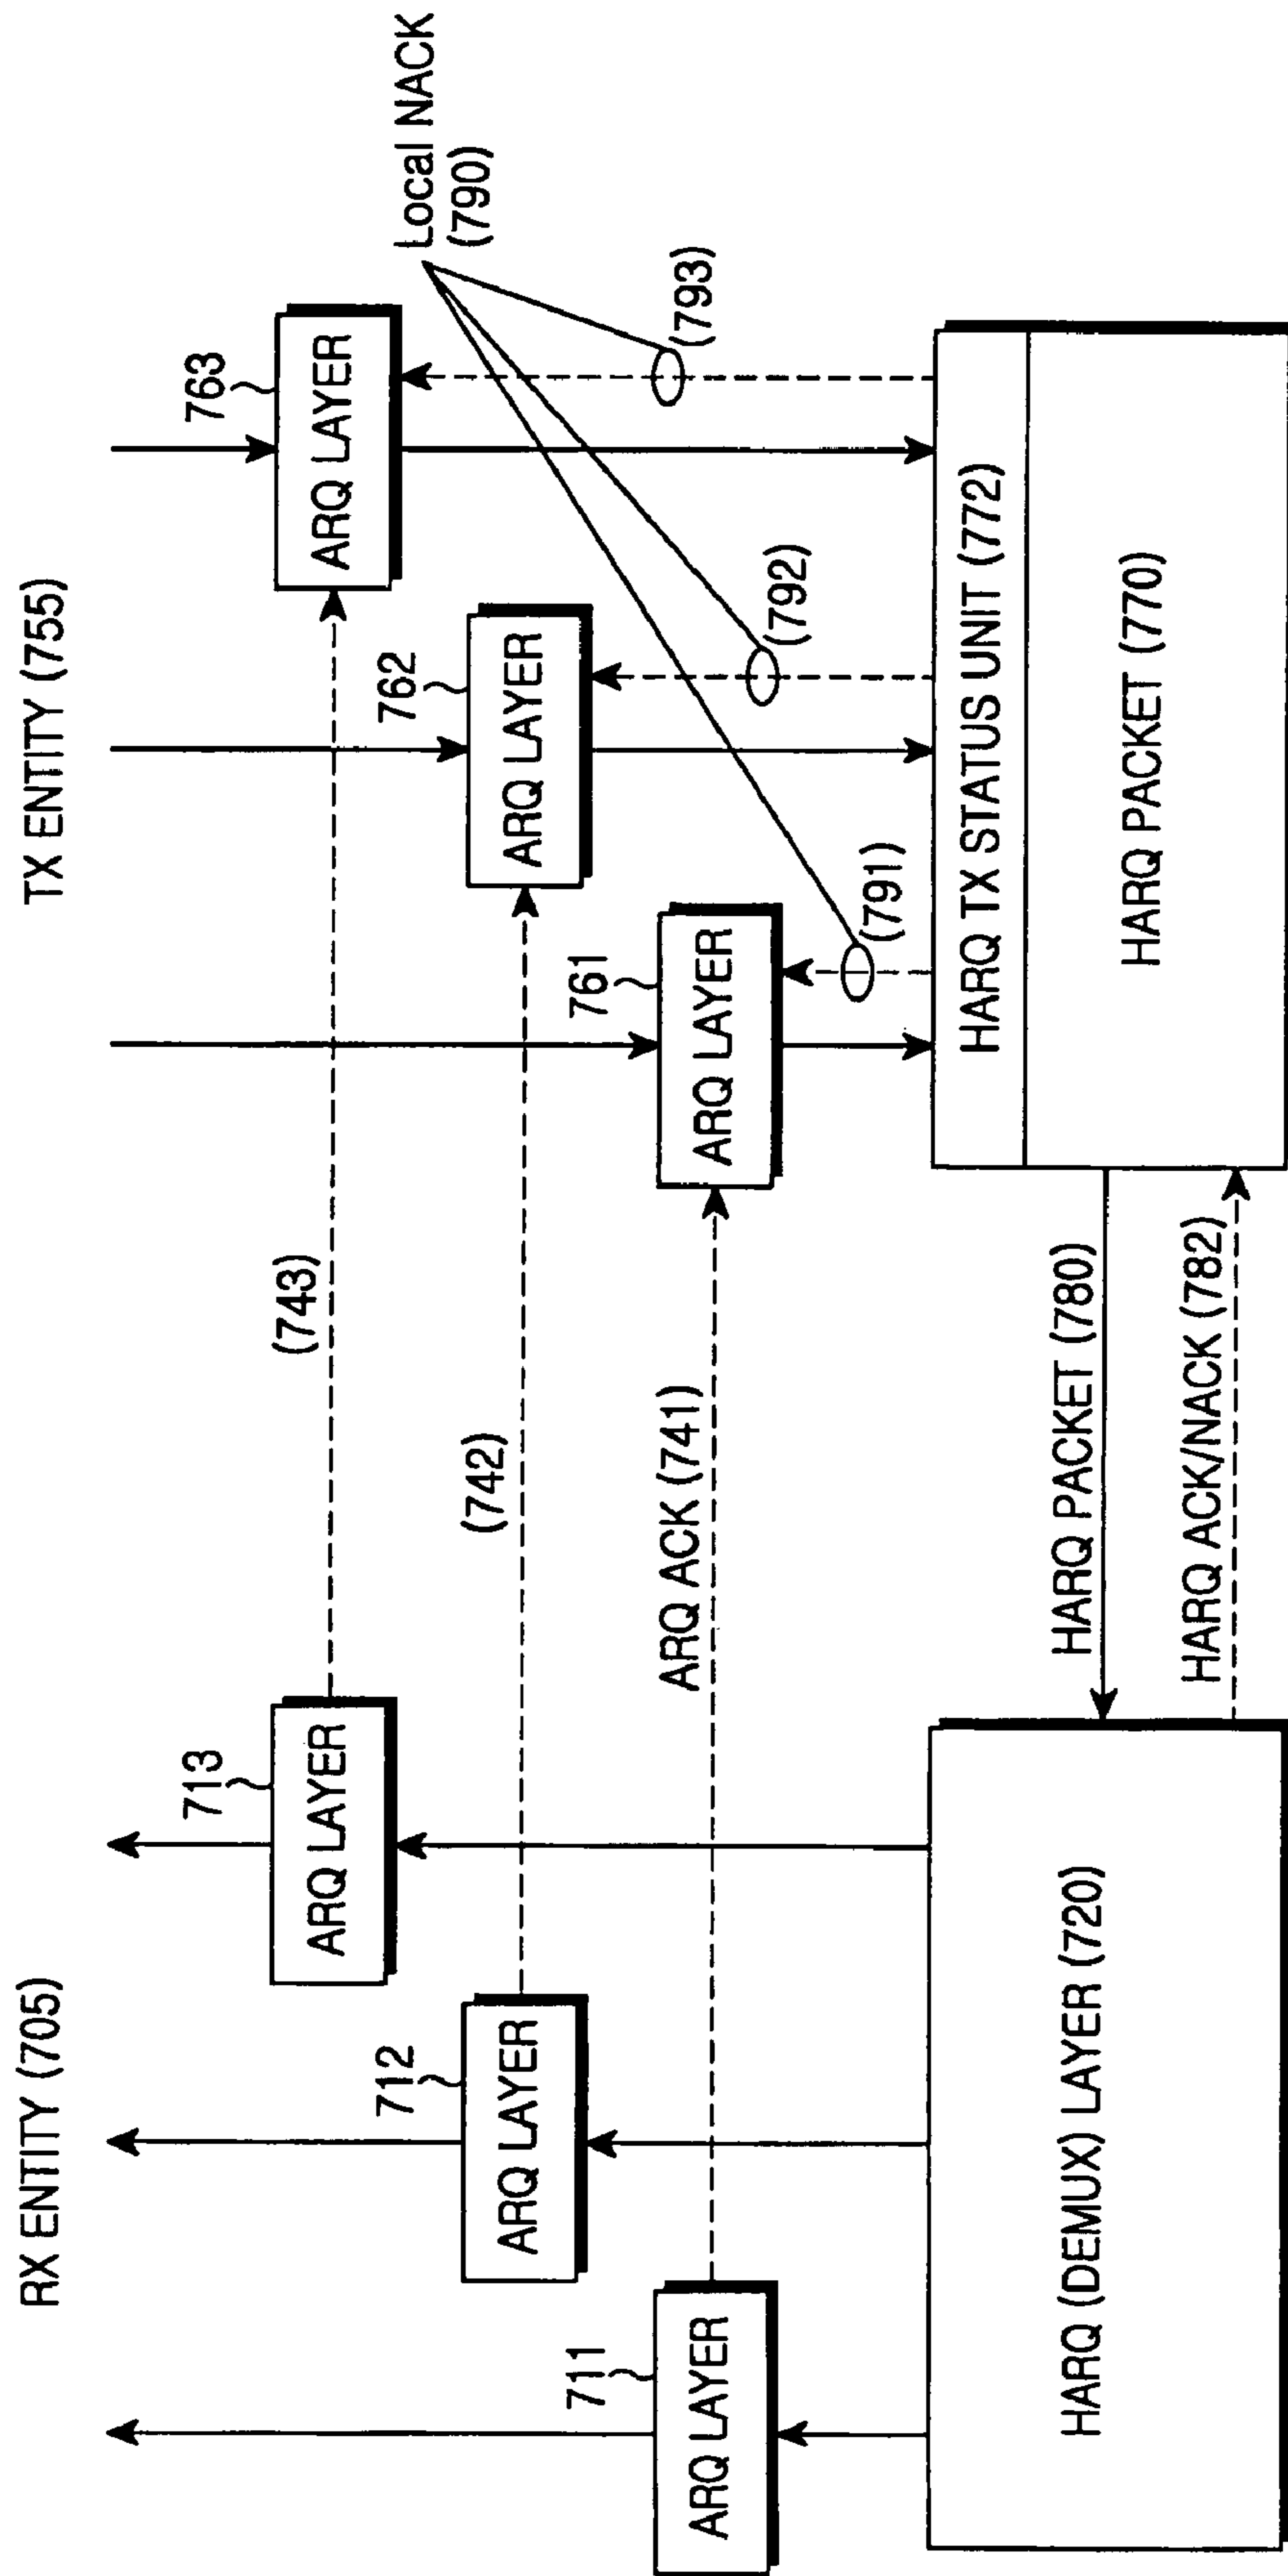 RX ENTITY (705)
TX ENTITY (755)
713
ARQ LAYER
(743)
763
ARQ LAYER
Local NACK
(790)
712
ARQ LAYER
(742)
762
ARQ LAYER
(793)
711
ARQ LAYER
ARQ ACK (741)
761
ARQ LAYER
(792)
(791)
HARQ (DEMUX) LAYER (720)
HARQ PACKET (780)
HARQ ACK/NACK (782)
HARQ TX STATUS UNIT (772)
HARQ PACKET (770)